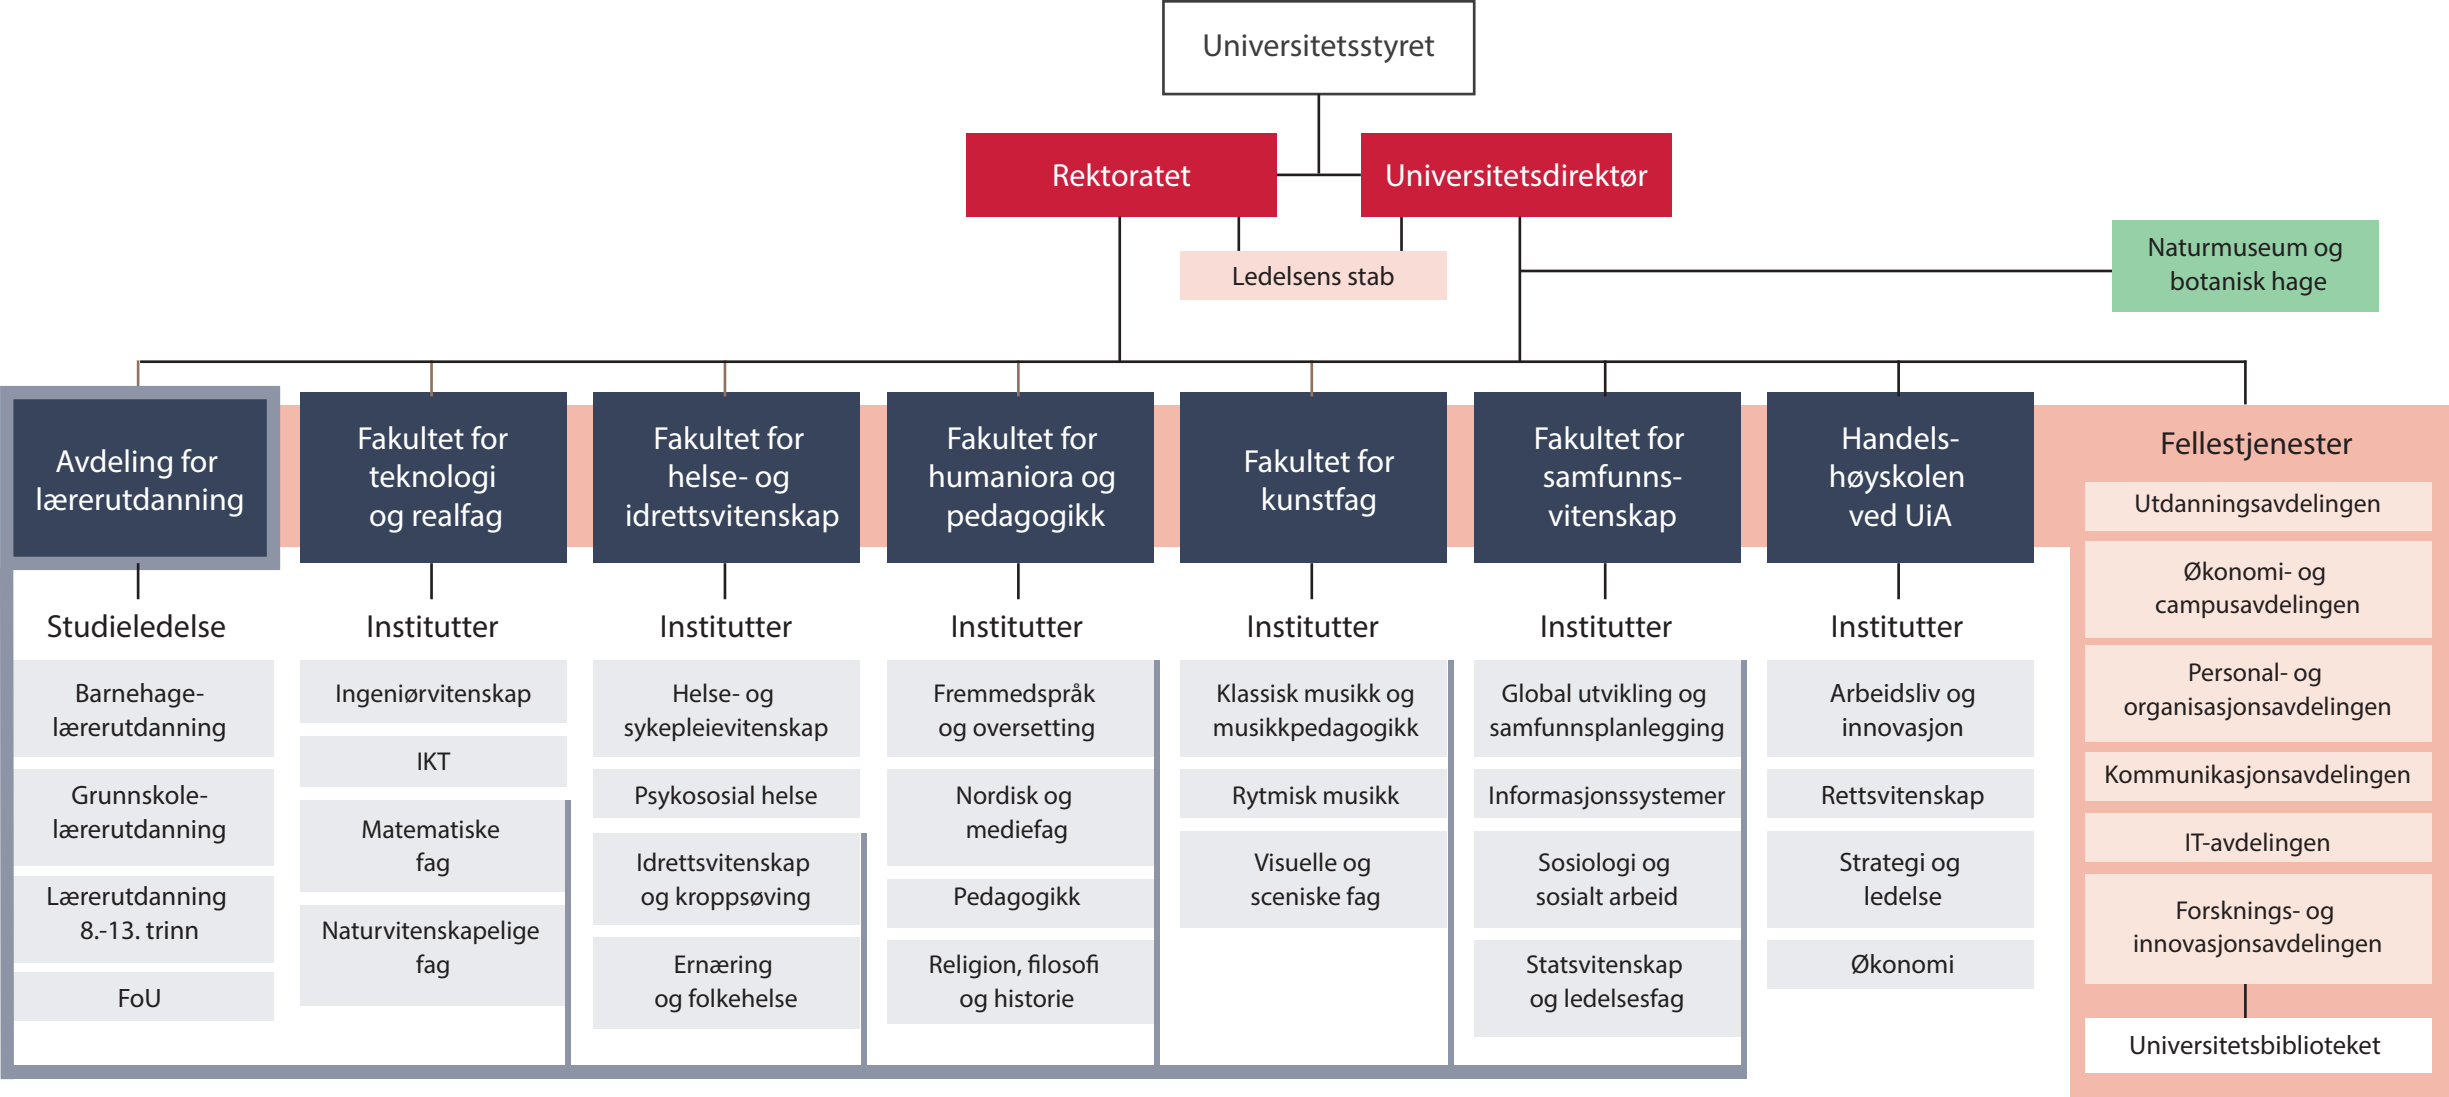 Universitetsstyret
Rektoratet
Universitetsdirektør
Ledelsens stab
Naturmuseum og
botanisk hage
Avdeling for
lærerutdanning
Studieledelse
Barnehage-
lærerutdanning
Grunnskole-
lærerutdanning
Lærerutdanning
8.-13. trinn
FoU
Fakultet for
teknologi
og realfag
Institutter
Ingeniørvitenskap
IKT
Matematiske
fag
Naturvitenskapelige
fag
Fakultet for
helse- og
idrettsvitenskap
Institutter
Helse- og
sykepleievitenskap
Psykososial helse
Idrettsvitenskap
og kroppsøving
Ernæring
og folkehelse
Fakultet for
humaniora og
pedagogikk
Institutter
Fremmedspråk
og oversetting
Nordisk og
mediefag
Pedagogikk
Religion, filosofi
og historie
Fakultet for
kunstfag
Institutter
Klassisk musikk og
musikkpedagogikk
Rytmisk musikk
Visuelle og
sceniske fag
Fakultet for
samfunns-
vitenskap
Institutter
Global utvikling og
samfunnsplanlegging
Informasjonssystemer
Sosiologi og
sosialt arbeid
Statsvitenskap
og ledelsesfag
Handels-
høyskolen
ved UiA
Institutter
Arbeidsliv og
innovasjon
Rettsvitenskap
Strategi og
ledelse
Økonomi
Fellestjenester
Utdanningsavdelingen
Økonomi- og
campusavdelingen
Personal- og
organisasjonsavdelingen
Kommunikasjonsavdelingen
IT-avdelingen
Forsknings- og
innovasjonsavdelingen
Universitetsbiblioteket